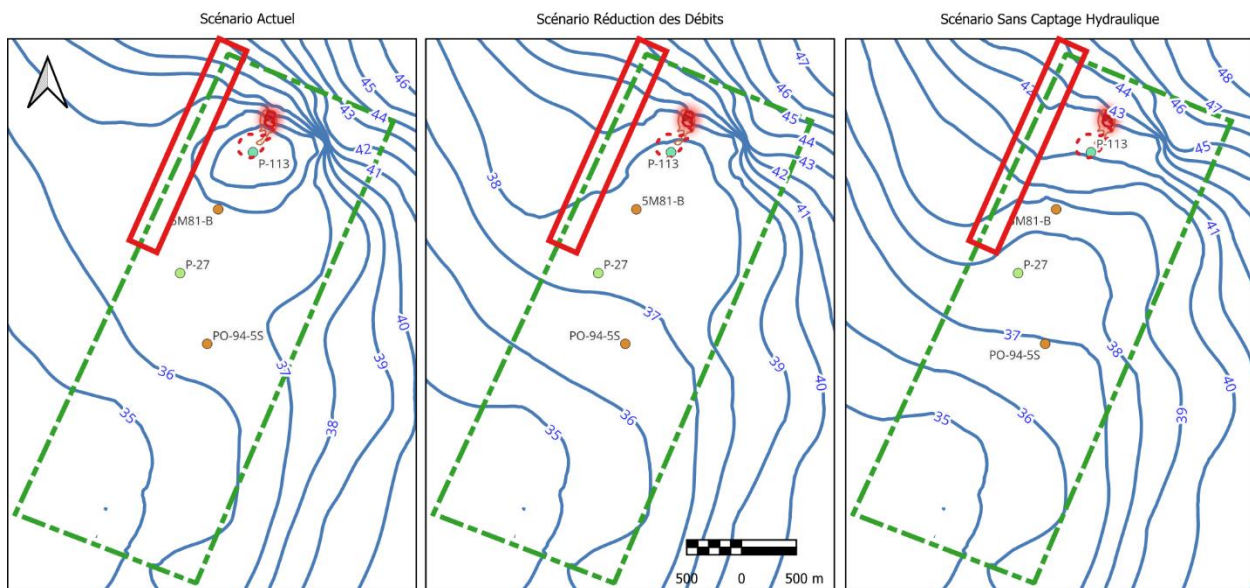 Scénario Actuel
Scénario Réduction des Débits
Scénario Sans Captage Hydraulique
45
46
43
44
42
41
P-113
5M81-B
P-27
PO-94-5S
40
39
38
37
36
35
47
46
45
44
43
42
41
38
P-113
5M81-B
P-27
37
PO-94-5S
39
40
36
35
500 0 500 m
48
47
46
44
42
43
45
P-113
41
5M81-B
P-27
37
38
PO-94-5S
40
39
36
35